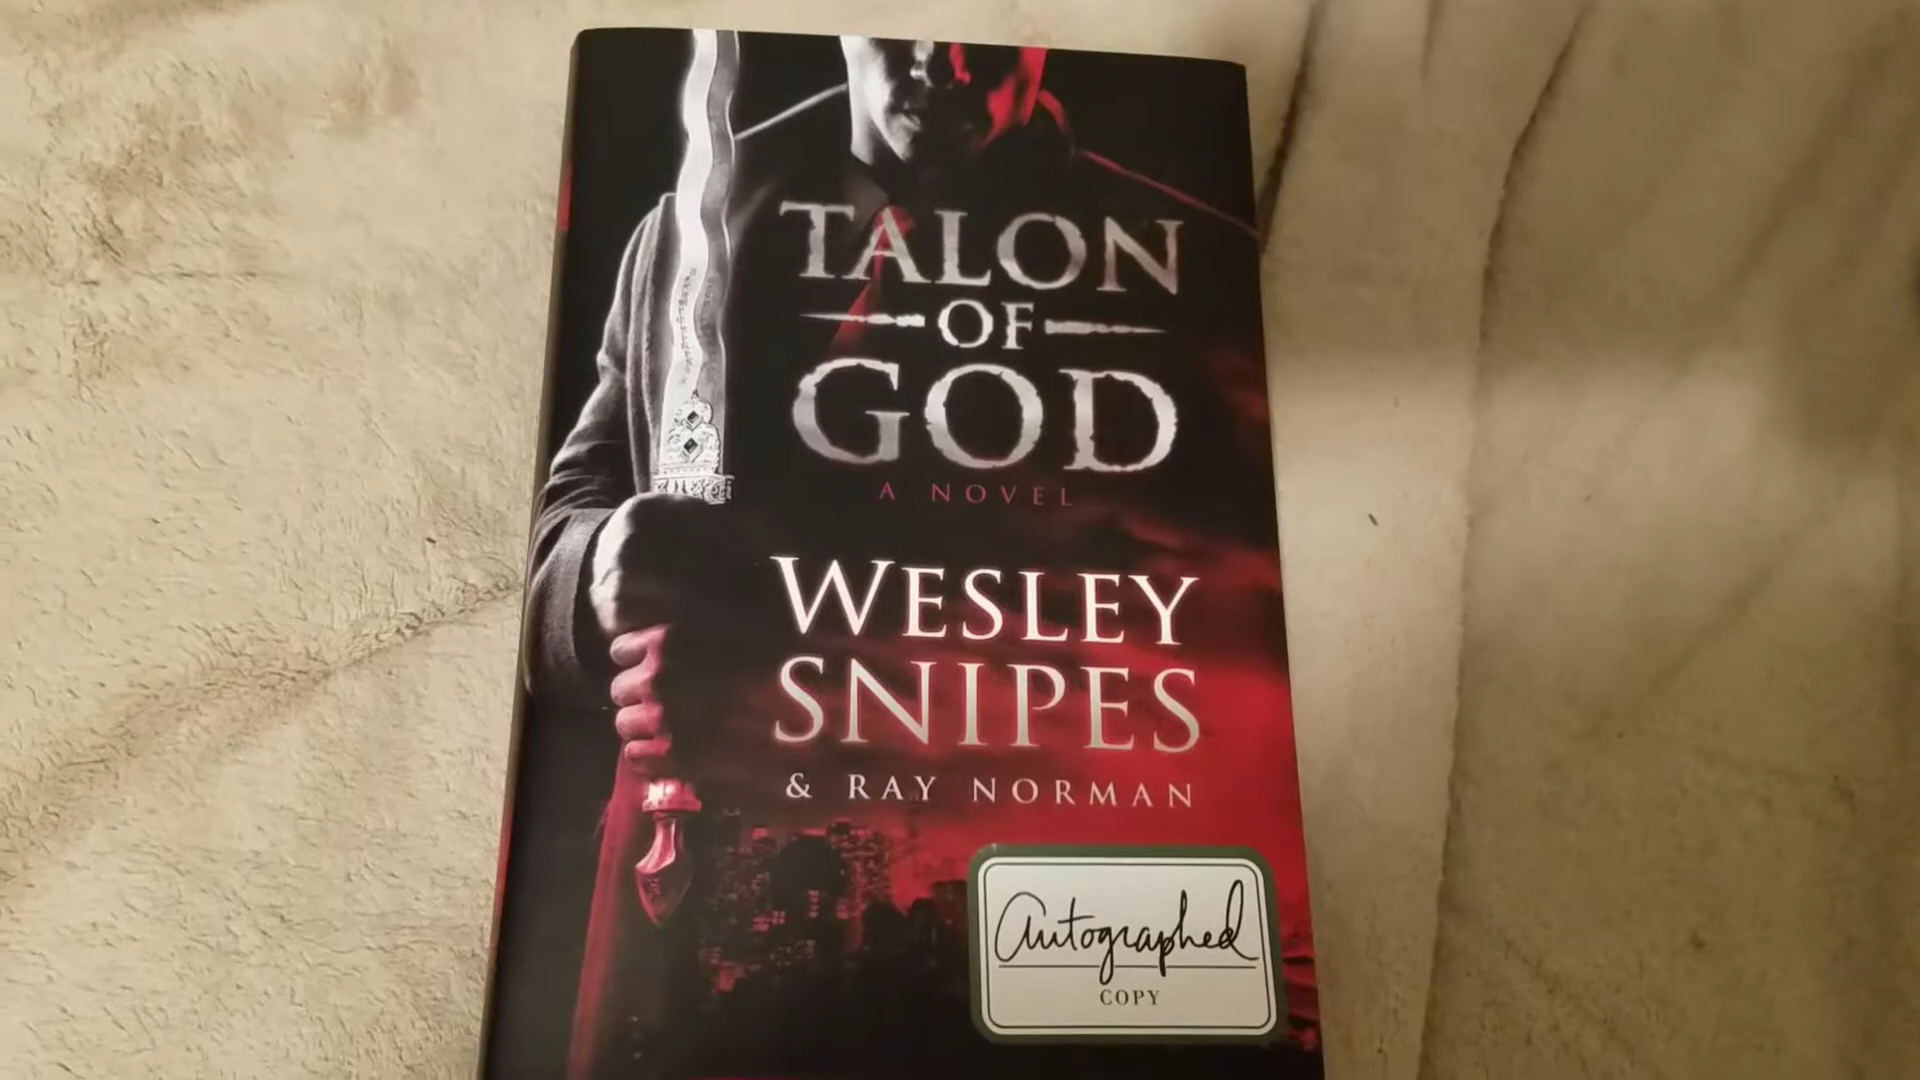 TALON
OF
GOD
A NOVEL
WESLEY
SNIPES
& RAY NORMAN
Autographed
COPY